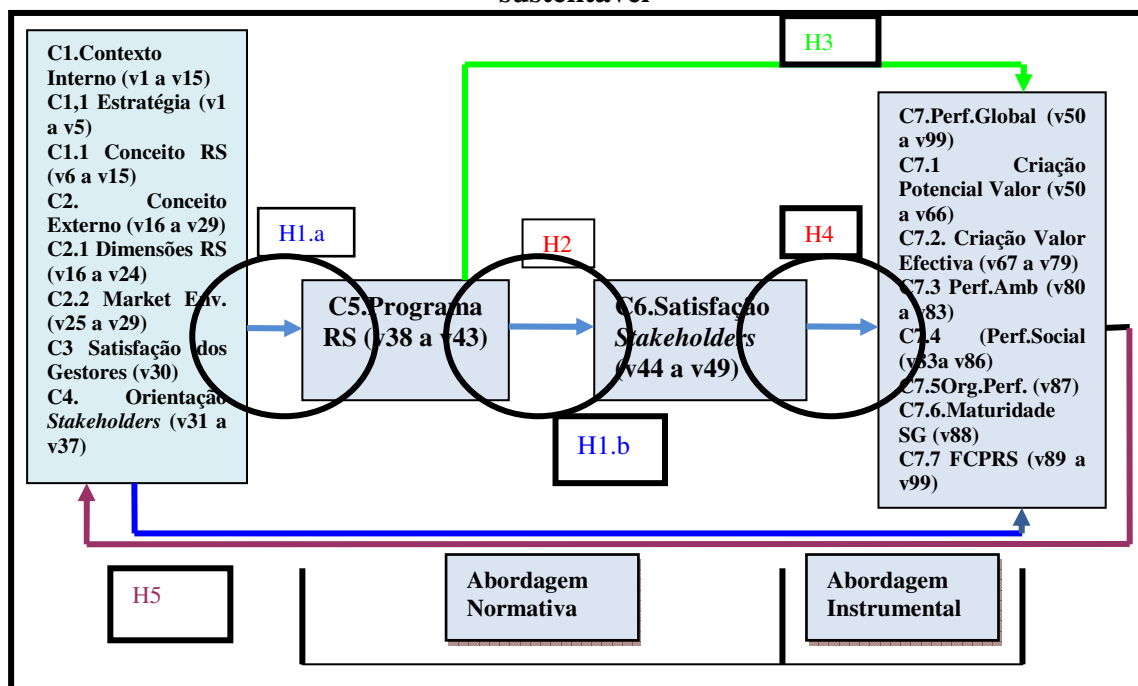 sustentável
H3
C1.Contexto
Interno (v1 a v15)
C1,1 Estratégia (v1
a v5)
C1.1 Conceito RS
(v6 a v15)
C2. Conceito
Externo (v16 a v29)
C2.1 Dimensões RS
(v16 a v24)
C2.2 Market Env.
(v25 a v29)
C3 Satisfação dos
Gestores (v30)
C4. Orientação
Stakeholders (v31 a
v37)
H1.a
C5.Programa
RS (v38 a v43)
H2
C6.Satisfação
Stakeholders
(v44 a v49)
H1.b
H4
C7.Perf.Global (v50
a v99)
C7.1 Criação
Potencial Valor (v50
a v66)
C7.2. Criação Valor
Efectiva (v67 a v79)
C7.3 Perf.Amb (v80
a v83)
C7.4 (Perf.Social
(v83a v86)
C7.5Org.Perf. (v87)
C7.6.Maturidade
SG (v88)
C7.7 FCPRS (v89 a
v99)
H5
Abordagem
Normativa
Abordagem
Instrumental